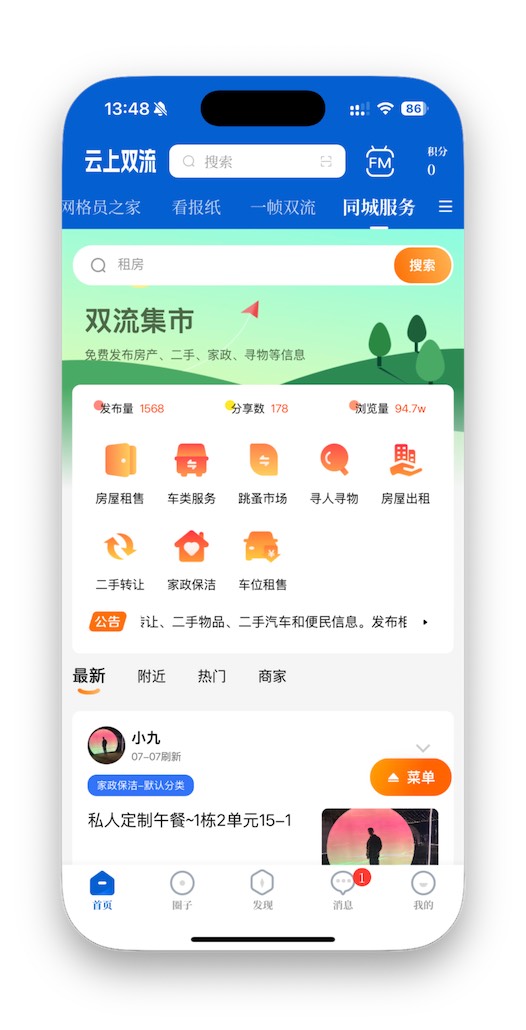 13:48
86
云上双流
搜索
FM
积分
0
网格员之家 看报纸 一帧双流 同城服务
租房
搜索
双流集市
免费发布房产、二手、家政、寻物等信息
发布量 1568 分享数 178 浏览量 94.7w
房屋租售 车类服务 跳蚤市场 寻人寻物 房屋出租
二手转让 家政保洁 车位租售
公告 转让、二手物品、二手汽车和便民信息。发布相
最新 附近 热门 商家
小九
07-07刷新
家政保洁-默认分类
菜单
私人定制午餐~1栋2单元15-1
1
首页 圈子 发现 消息 我的